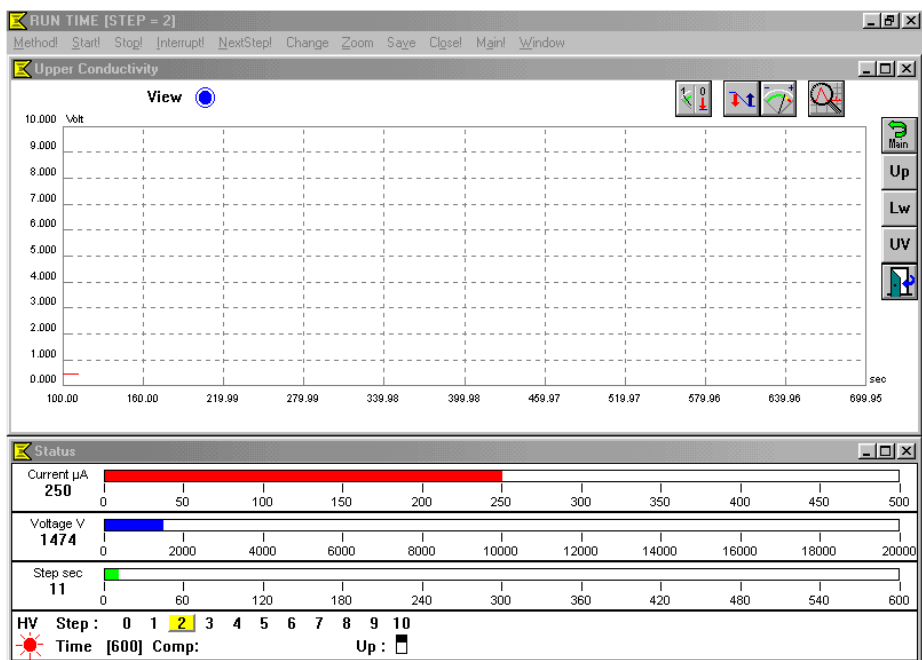 RUN TIME [STEP = 2]
Method! Start! Stop! Interrupt! NextStep! Change Zoom Save Close! Main! Window
Upper Conductivity
View
1 0
- +
10.000 Volt
9.000
8.000
7.000
6.000
5.000
4.000
3.000
2.000
1.000
0.000
sec
100.00 160.00 219.99 279.99 339.98 399.98 459.97 519.97 579.96 639.96 699.95
Main
Up
Lw
UV
Status
Current µA
250
0 50 100 150 200 250 300 350 400 450 500
Voltage V
1474
0 2000 4000 6000 8000 10000 12000 14000 16000 18000 20000
Step sec
11
0 60 120 180 240 300 360 420 480 540 600
HV Step : 0 1 2 3 4 5 6 7 8 9 10
Time [600] Comp: Up :